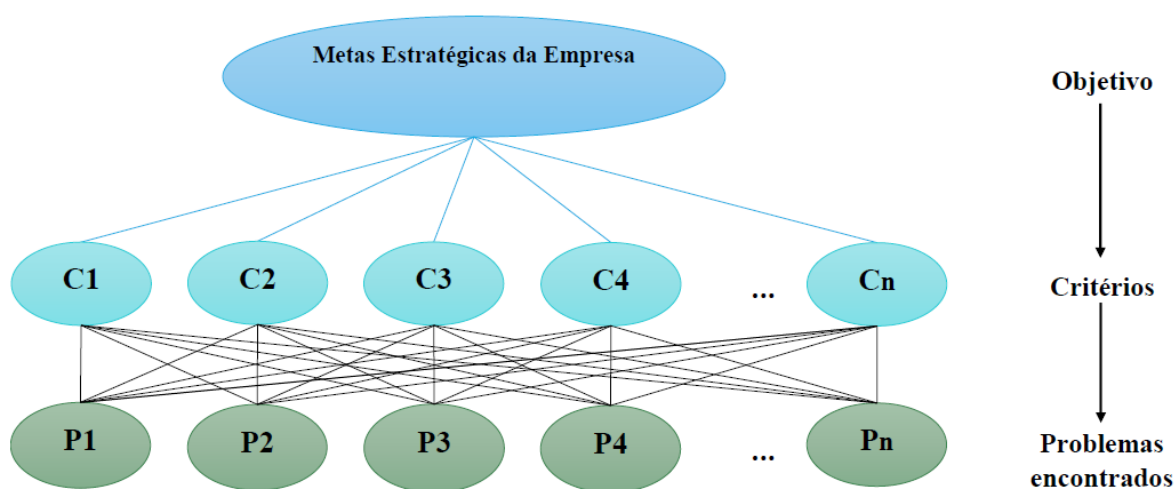 Metas Estratégicas da Empresa
Objetivo
C1 C2 C3 C4 ... Cn
Critérios
P1 P2 P3 P4 ... Pn
Problemas
encontrados